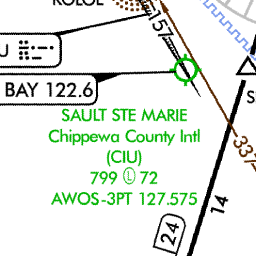 KOLOE
157
U
BAY 122.6
SAULT STE MARIE
Chippewa County Intl
(CIU)
799 Ⓛ 72
AWOS-3PT 127.575
S
337
14
24